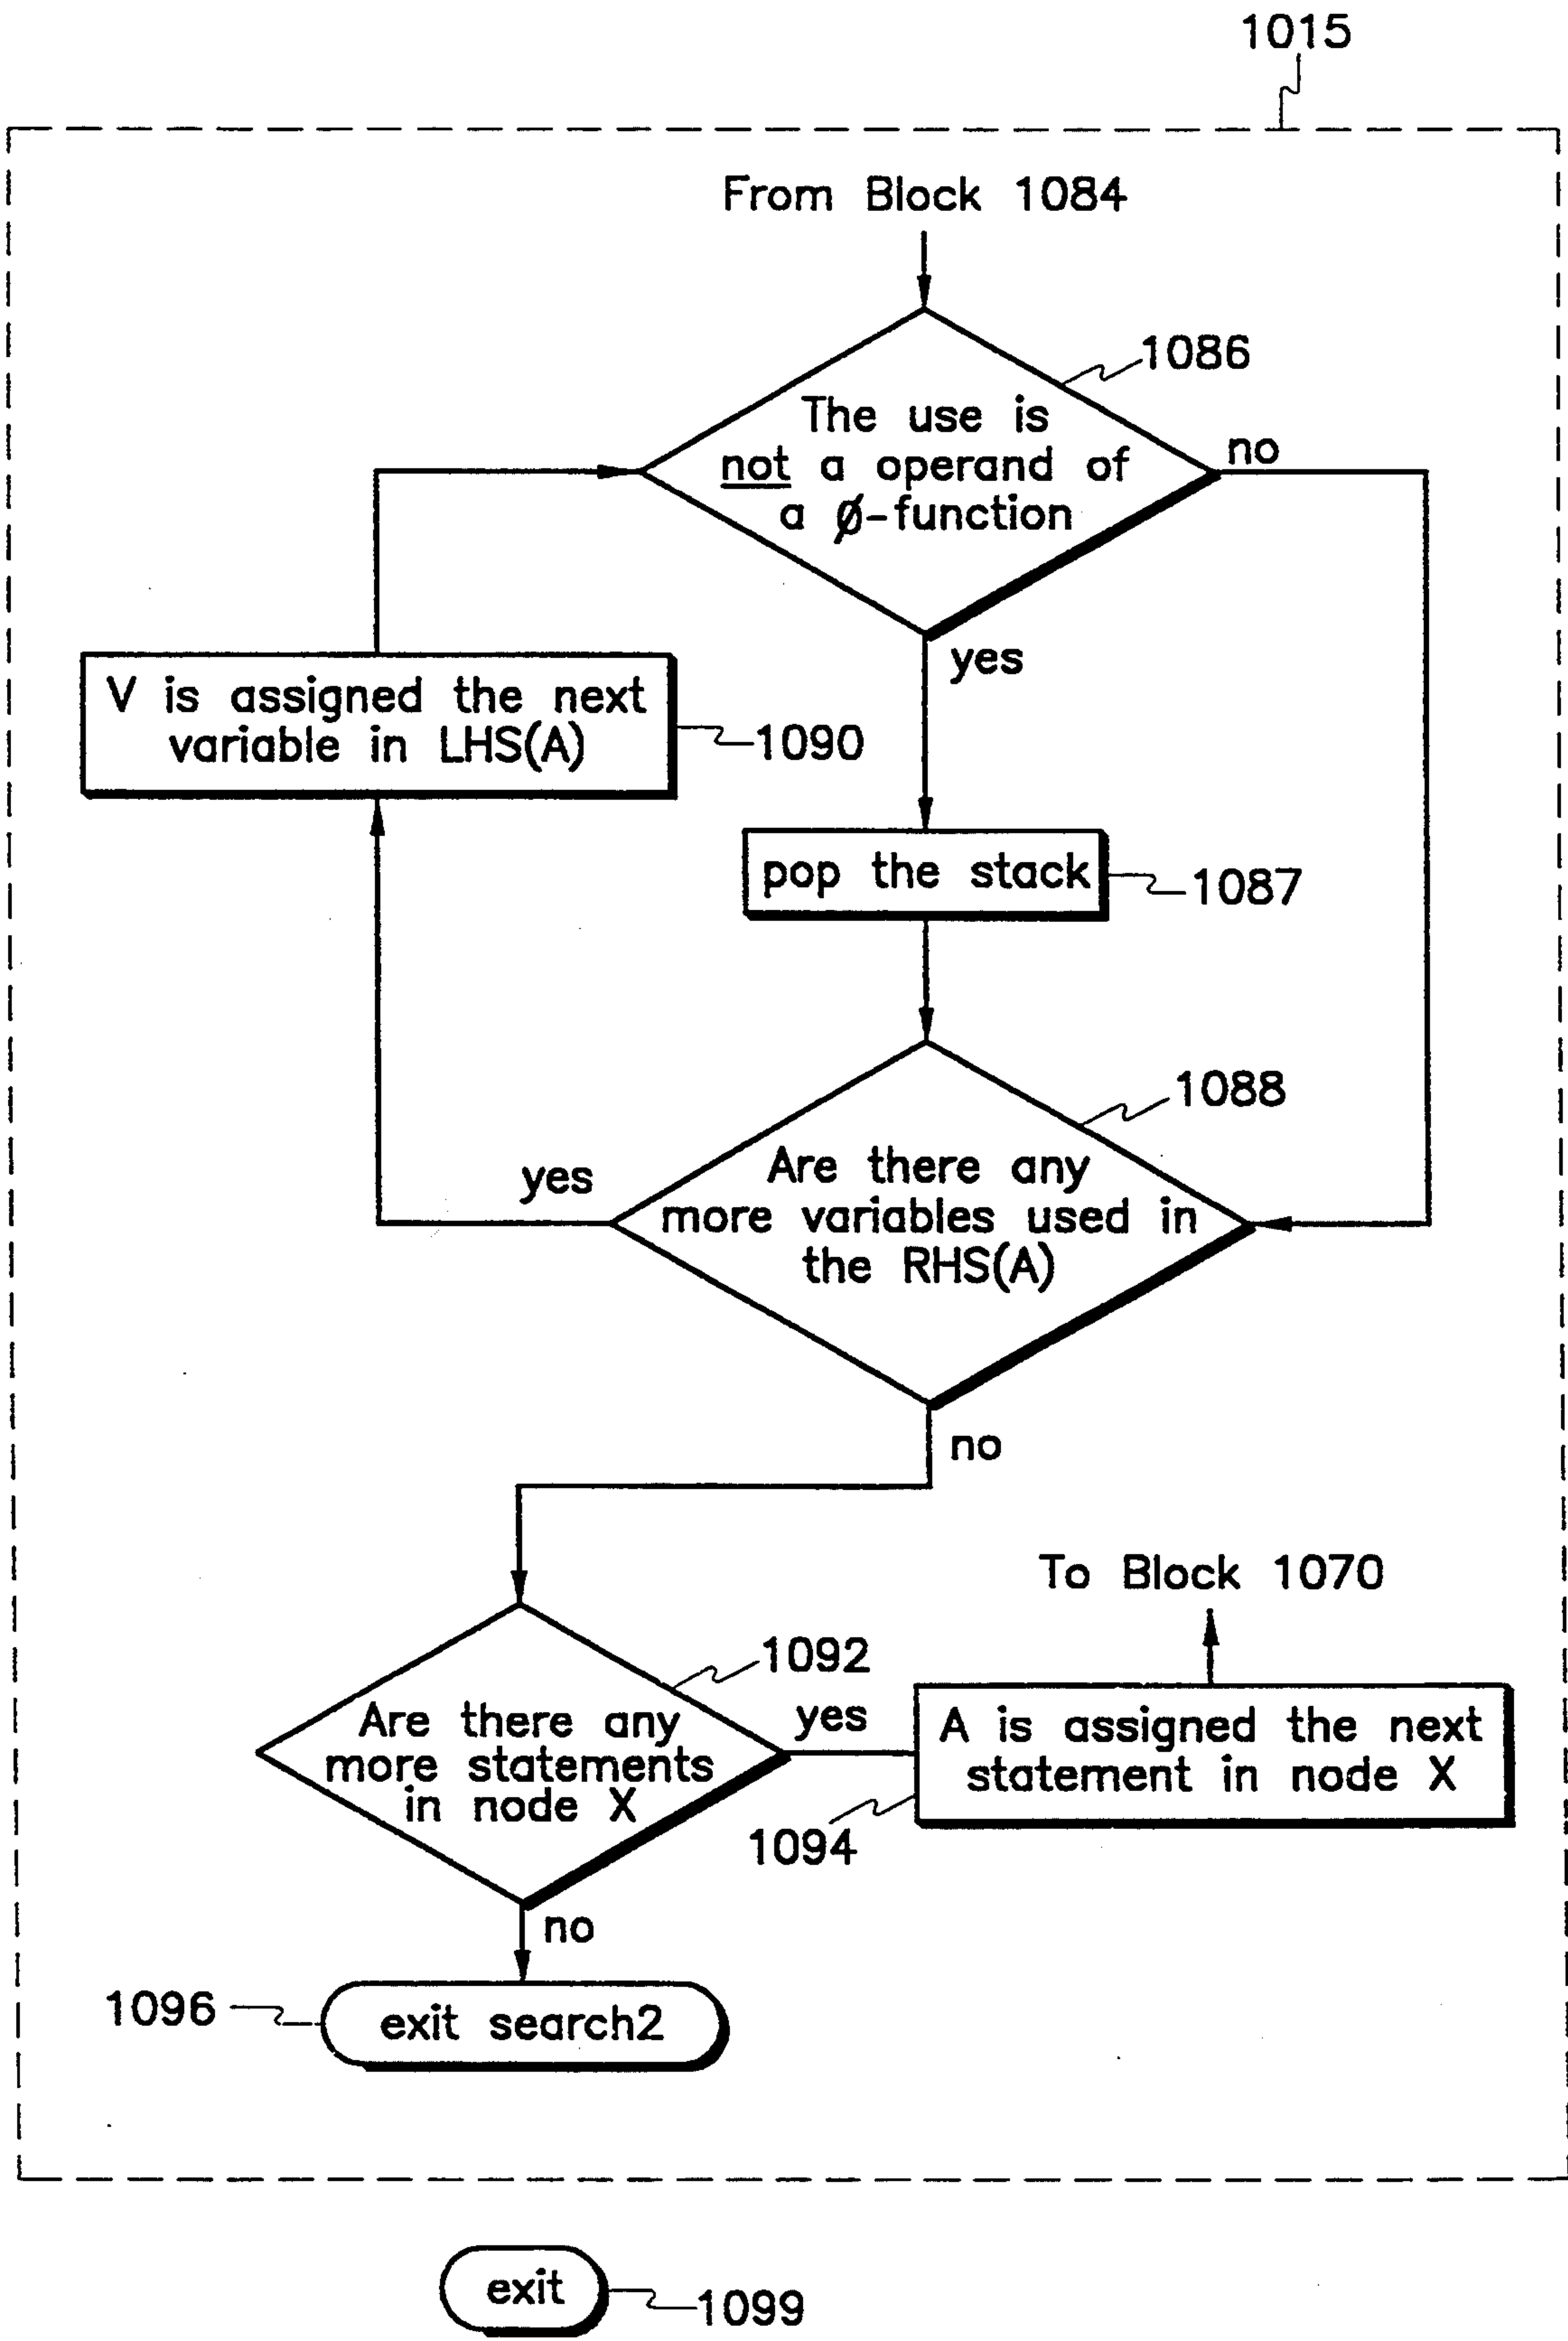 1015
From Block 1084
1086
The use is
not a operand of
a ø-function
no
yes
V is assigned the next
variable in LHS(A)
1090
pop the stack
1087
1088
Are there any
more variables used in
the RHS(A)
yes
no
To Block 1070
1092
Are there any
more statements
in node X
yes
A is assigned the next
statement in node X
1094
no
1096
exit search2
exit
1099